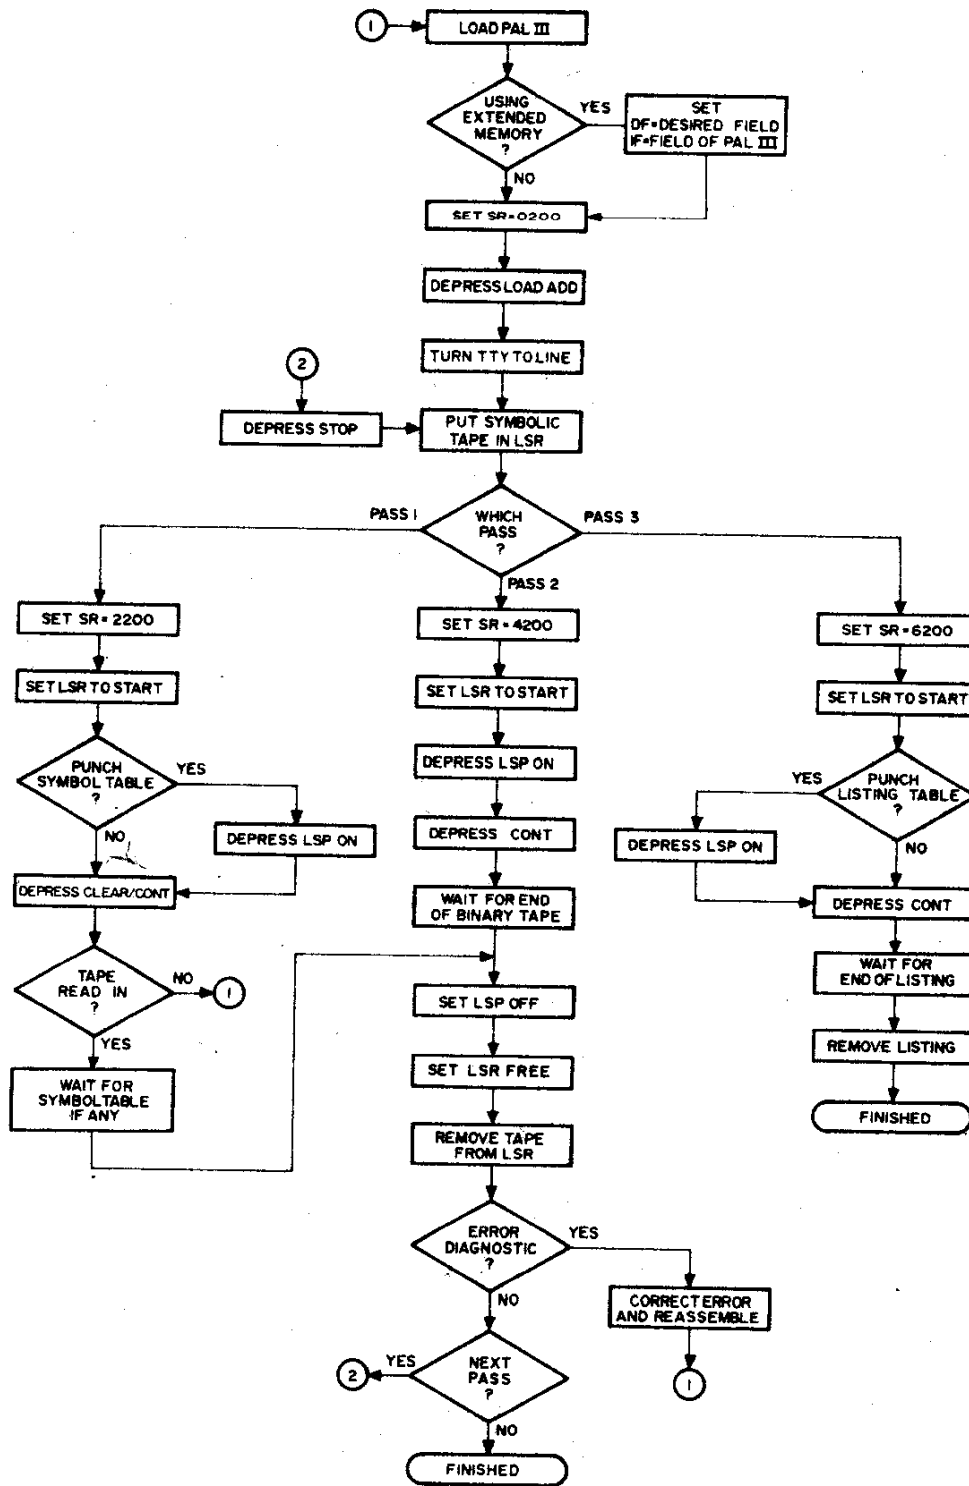 1
LOAD PAL III
USING
EXTENDED
MEMORY
?
YES
SET
DF=DESIRED FIELD
IF=FIELD OF PAL III
NO
SET SR=0200
DEPRESS LOAD ADD
TURN TTY TO LINE
2
DEPRESS STOP
PUT SYMBOLIC
TAPE IN LSR
WHICH
PASS
?
PASS 1
PASS 2
PASS 3
SET SR=2200
SET LSR TO START
PUNCH
SYMBOL TABLE
?
YES
DEPRESS LSP ON
NO
DEPRESS CLEAR/CONT
TAPE
READ IN
?
NO
1
YES
WAIT FOR
SYMBOL TABLE
IF ANY
SET SR=4200
SET LSR TO START
DEPRESS LSP ON
DEPRESS CONT
WAIT FOR END
OF BINARY TAPE
SET LSP OFF
SET LSR FREE
REMOVE TAPE
FROM LSR
ERROR
DIAGNOSTIC
?
YES
CORRECT ERROR
AND REASSEMBLE
1
NO
NEXT
PASS
?
YES
2
NO
FINISHED
SET SR=6200
SET LSR TO START
PUNCH
LISTING TABLE
?
YES
DEPRESS LSP ON
NO
DEPRESS CONT
WAIT FOR
END OF LISTING
REMOVE LISTING
FINISHED